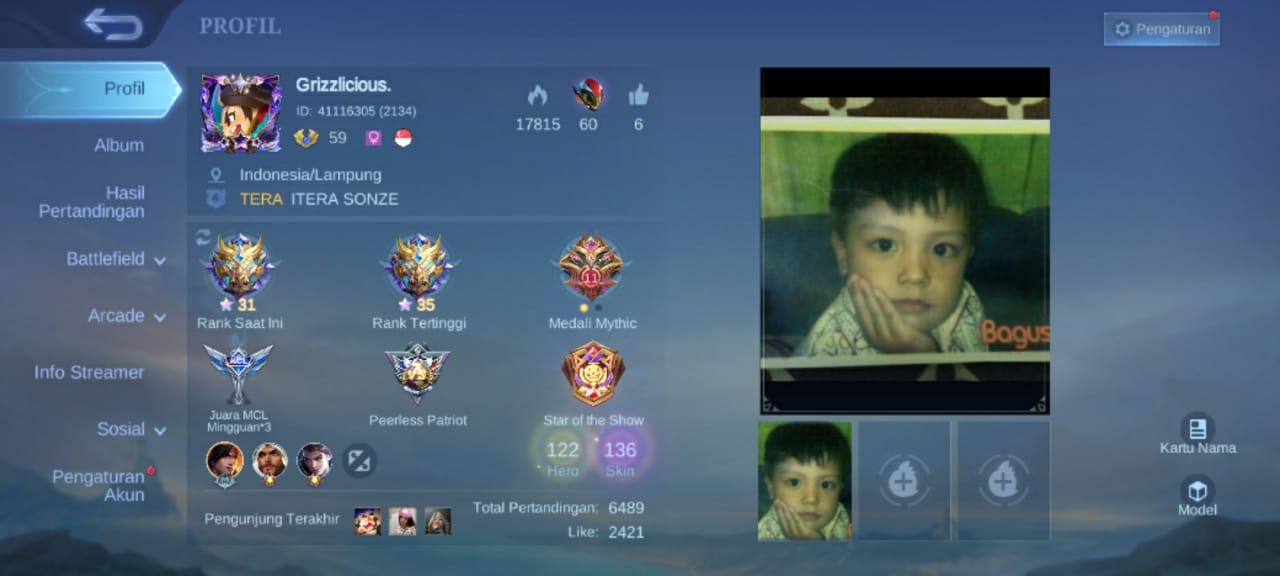 PROFIL
Pengaturan
Profil
Album
Hasil
Pertandingan
Battlefield
Arcade
Info Streamer
Sosial
Pengaturan
Akun
Grizzlicious.
ID: 41116305 (2134)
59
17815
60
6
Indonesia/Lampung
TERA ITERA SONZE
31
Rank Saat Ini
35
Rank Tertinggi
11
Medali Mythic
MCL
Juara MCL
Mingguan*3
Peerless Patriot
Star of the Show
122
Hero
136
Skin
Pengunjung Terakhir
Total Pertandingan: 6489
Like: 2421
Bagus
Kartu Nama
Model